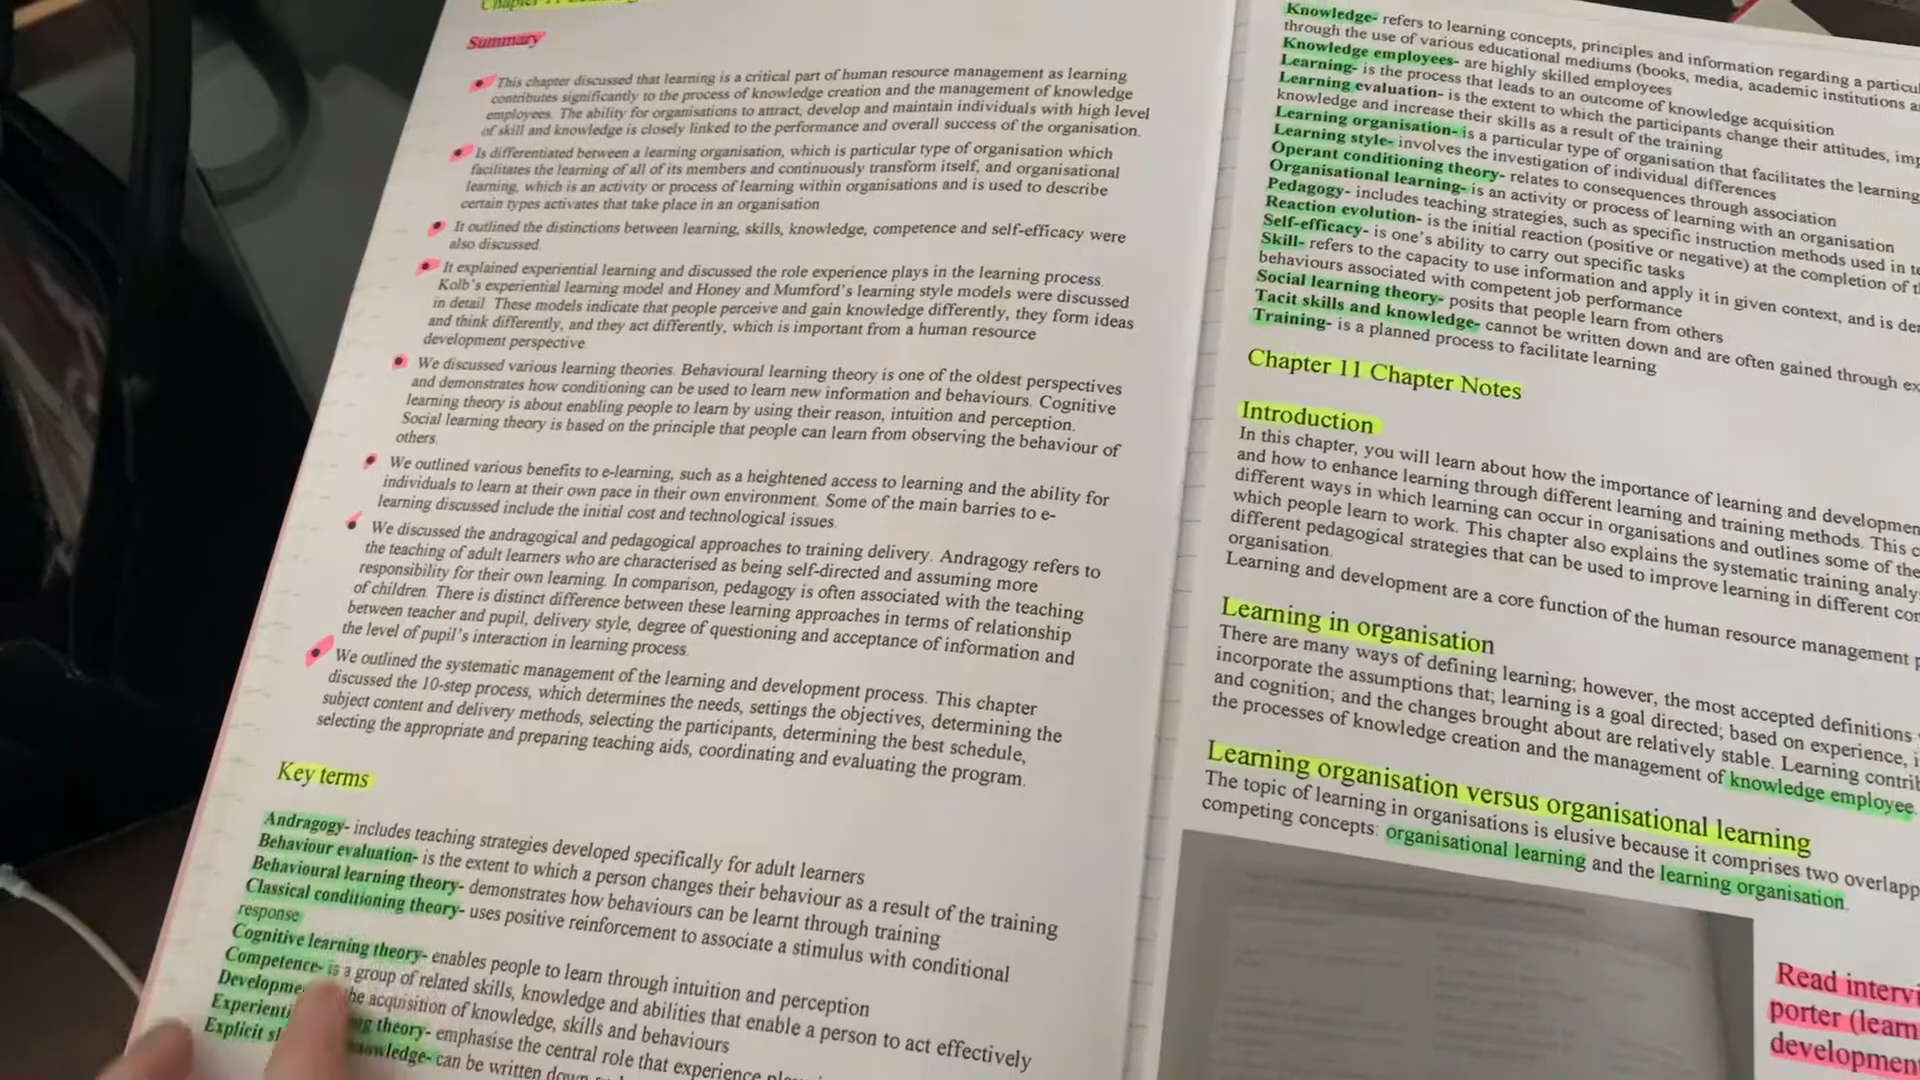 Chapter 11
Summary
This chapter discussed that learning is a critical part of human resource management as learning
contributes significantly to the process of knowledge creation and the management of knowledge
employees. The ability for organisations to attract, develop and maintain individuals with high level
of skill and knowledge is closely linked to the performance and overall success of the organisation.
Is differentiated between a learning organisation, which is particular type of organisation which
facilitates the learning of all of its members and continuously transform itself, and organisational
learning, which is an activity or process of learning within organisations and is used to describe
certain types activates that take place in an organisation
It outlined the distinctions between learning, skills, knowledge, competence and self-efficacy were
also discussed.
It explained experiential learning and discussed the role experience plays in the learning process.
Kolb's experiential learning model and Honey and Mumford's learning style models were discussed
in detail. These models indicate that people perceive and gain knowledge differently, they form ideas
and think differently, and they act differently, which is important from a human resource
development perspective.
We discussed various learning theories. Behavioural learning theory is one of the oldest perspectives
and demonstrates how conditioning can be used to learn new information and behaviours. Cognitive
learning theory is about enabling people to learn by using their reason, intuition and perception.
Social learning theory is based on the principle that people can learn from observing the behaviour of
others.
We outlined various benefits to e-learning, such as a heightened access to learning and the ability for
individuals to learn at their own pace in their own environment. Some of the main barries to e-
learning discussed include the initial cost and technological issues.
We discussed the andragogical and pedagogical approaches to training delivery. Andragogy refers to
the teaching of adult learners who are characterised as being self-directed and assuming more
responsibility for their own learning. In comparison, pedagogy is often associated with the teaching
of children. There is distinct difference between these learning approaches in terms of relationship
between teacher and pupil, delivery style, degree of questioning and acceptance of information and
the level of pupil's interaction in learning process.
We outlined the systematic management of the learning and development process. This chapter
discussed the 10-step process, which determines the needs, settings the objectives, determining the
subject content and delivery methods, selecting the participants, determining the best schedule,
selecting the appropriate and preparing teaching aids, coordinating and evaluating the program.
Key terms
Andragogy- includes teaching strategies developed specifically for adult learners
Behaviour evaluation- is the extent to which a person changes their behaviour as a result of the training
Behavioural learning theory- demonstrates how behaviours can be learnt through training
Classical conditioning theory- uses positive reinforcement to associate a stimulus with conditional
response
Cognitive learning theory- enables people to learn through intuition and perception
Competence- is a group of related skills, knowledge and abilities that enable a person to act effectively
the acquisition of knowledge, skills and behaviours
theory- emphasise the central role that experience
can be written down
Knowledge- refers to learning concepts, principles and information regarding a
through the use of various educational mediums (books, media, academic institutions
Knowledge employees- are highly skilled employees
Learning- is the process that leads to an outcome of knowledge acquisition
Learning evaluation- is the extent to which the participants change their attitudes,
knowledge and increase their skills as a result of the training
Learning organisation- is a particular type of organisation that facilitates the learning
Learning style- involves the investigation of individual differences
Operant conditioning theory- relates to consequences through association
Organisational learning- is an activity or process of learning with an organisation
Pedagogy- includes teaching strategies, such as specific instruction methods used in
Reaction evolution- is the initial reaction (positive or negative) at the completion of
Self-efficacy- is one's ability to carry out specific tasks
Skill- refers to the capacity to use information and apply it in given context, and is
behaviours associated with competent job performance
Social learning theory- posits that people learn from others
Tacit skills and knowledge- cannot be written down and are often gained through
Training- is a planned process to facilitate learning
Chapter 11 Chapter Notes
Introduction
In this chapter, you will learn about how the importance of learning and
and how to enhance learning through different learning and training methods. This
different ways in which learning can occur in organisations and outlines some of the
which people learn to work. This chapter also explains the systematic training
different pedagogical strategies that can be used to improve learning in different
organisation.
Learning and development are a core function of the human resource management
Learning in organisation
There are many ways of defining learning; however, the most accepted definitions
incorporate the assumptions that; learning is a goal directed; based on experience,
and cognition; and the changes brought about are relatively stable. Learning
the processes of knowledge creation and the management of knowledge employee.
Learning organisation versus organisational learning
The topic of learning in organisations is elusive because it comprises two
competing concepts: organisational learning and the learning organisation.
Read
porter